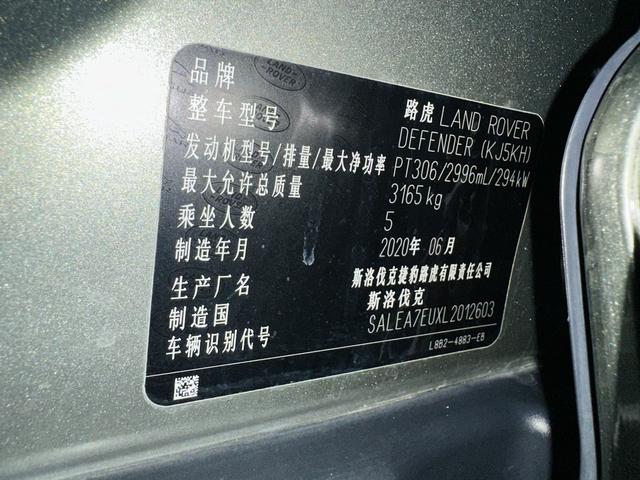 品牌 路虎 LAND ROVER
整车型号 DEFENDER (KJ5KH)
发动机型号/排量/最大净功率 PT306/2996mL/294kW
最大允许总质量 3165 kg
乘坐人数 5
制造年月 2020年 06月
生产厂名 斯洛伐克捷豹路虎有限责任公司
制造国 斯洛伐克
车辆识别代号 SALEA7EUXL2012603
L8B2-4883-EB
LAND ROVER